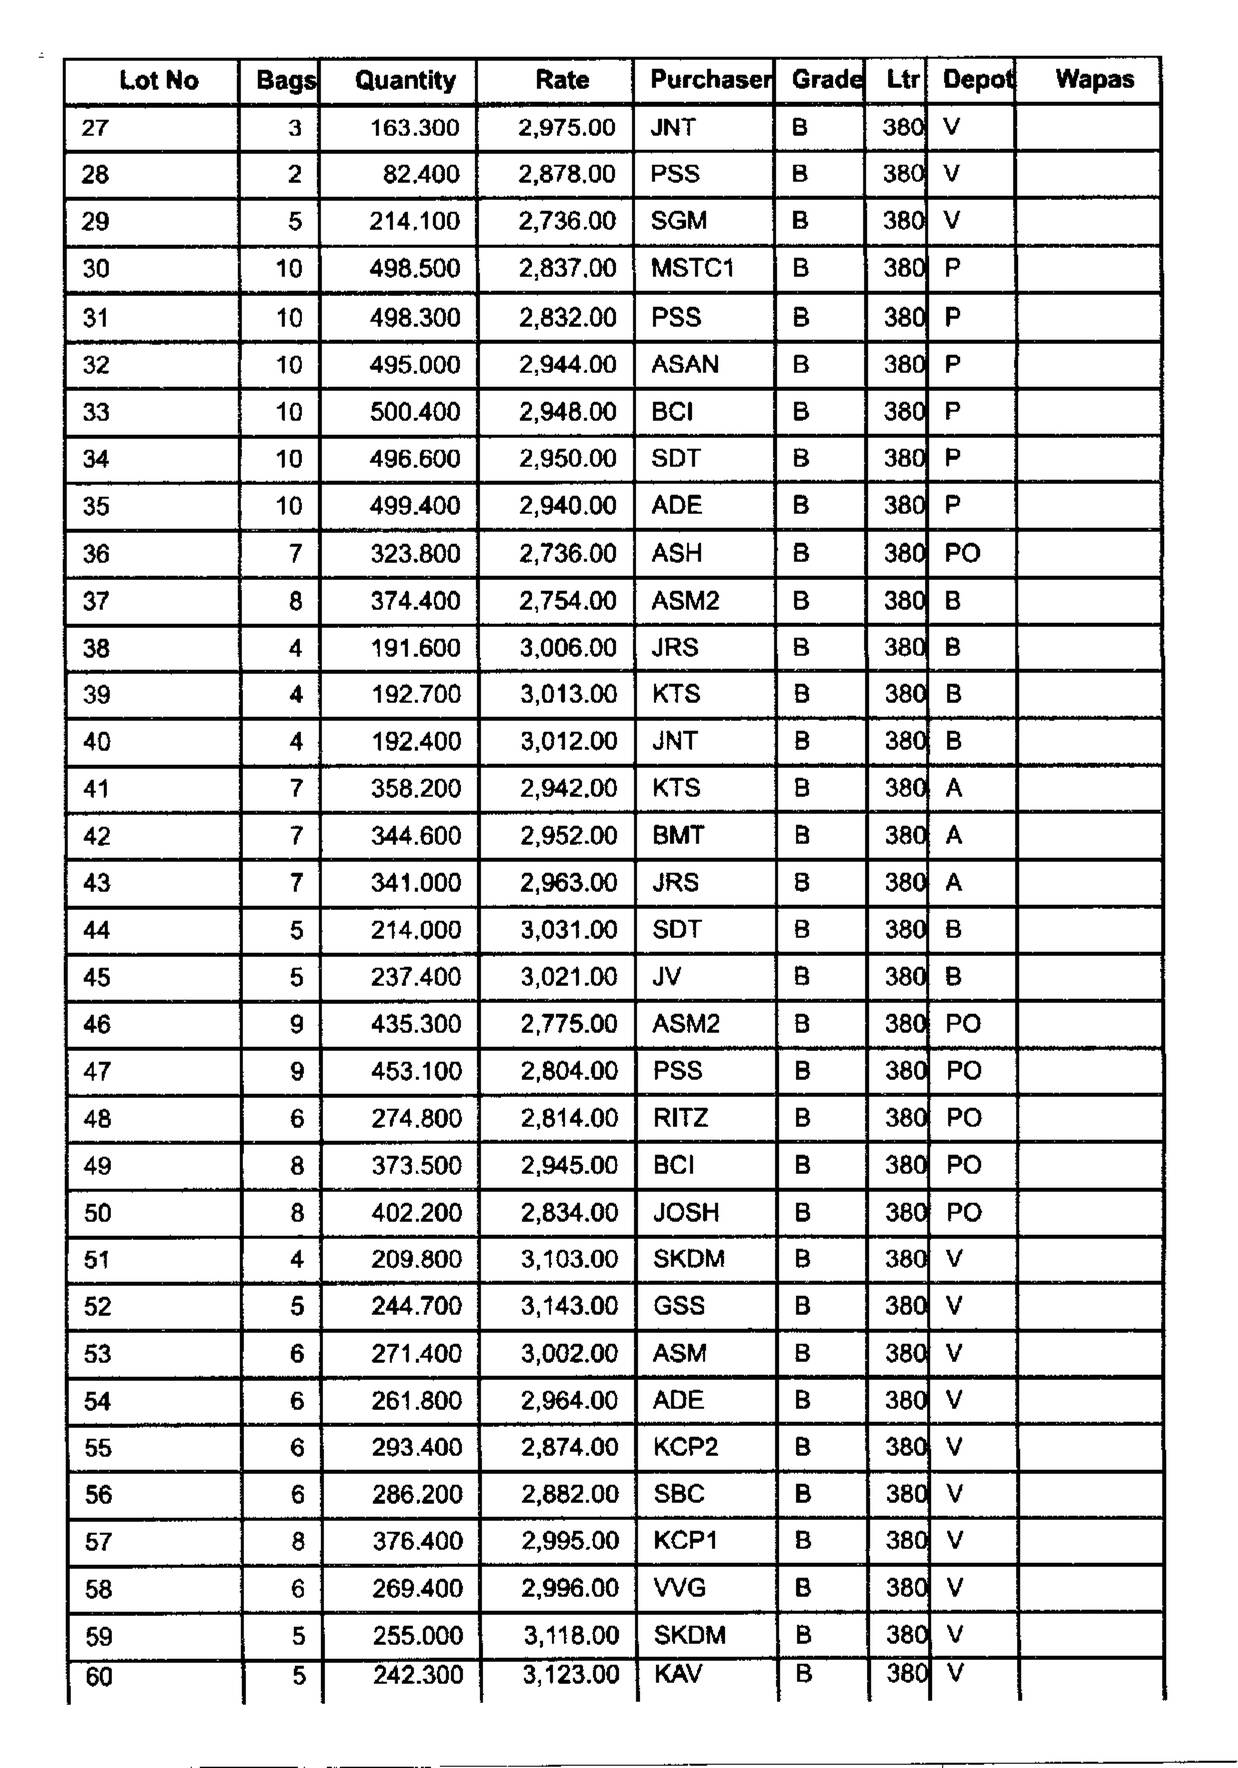 Lot No Bags Quantity Rate Purchaser Grade Ltr Depot Wapas
27 3 163.300 2,975.00 JNT B 380 V
28 2 82.400 2,878.00 PSS B 380 V
29 5 214.100 2,736.00 SGM B 380 V
30 10 498.500 2,837.00 MSTC1 B 380 P
31 10 498.300 2,832.00 PSS B 380 P
32 10 495.000 2,944.00 ASAN B 380 P
33 10 500.400 2,948.00 BCI B 380 P
34 10 496.600 2,950.00 SDT B 380 P
35 10 499.400 2,940.00 ADE B 380 P
36 7 323.800 2,736.00 ASH B 380 PO
37 8 374.400 2,754.00 ASM2 B 380 B
38 4 191.600 3,006.00 JRS B 380 B
39 4 192.700 3,013.00 KTS B 380 B
40 4 192.400 3,012.00 JNT B 380 B
41 7 358.200 2,942.00 KTS B 380 A
42 7 344.600 2,952.00 BMT B 380 A
43 7 341.000 2,963.00 JRS B 380 A
44 5 214.000 3,031.00 SDT B 380 B
45 5 237.400 3,021.00 JV B 380 B
46 9 435.300 2,775.00 ASM2 B 380 PO
47 9 453.100 2,804.00 PSS B 380 PO
48 6 274.800 2,814.00 RITZ B 380 PO
49 8 373.500 2,945.00 BCI B 380 PO
50 8 402.200 2,834.00 JOSH B 380 PO
51 4 209.800 3,103.00 SKDM B 380 V
52 5 244.700 3,143.00 GSS B 380 V
53 6 271.400 3,002.00 ASM B 380 V
54 6 261.800 2,964.00 ADE B 380 V
55 6 293.400 2,874.00 KCP2 B 380 V
56 6 286.200 2,882.00 SBC B 380 V
57 8 376.400 2,995.00 KCP1 B 380 V
58 6 269.400 2,996.00 VVG B 380 V
59 5 255.000 3,118.00 SKDM B 380 V
60 5 242.300 3,123.00 KAV B 380 V